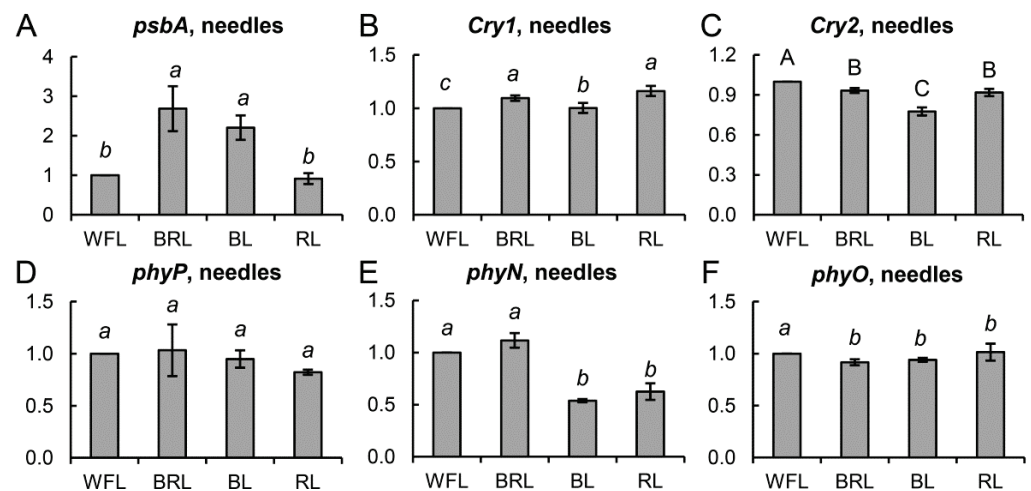 A psbA, needles
4
3
2
1
0
b a a b
WFL BRL BL RL
B Cry1, needles
1.5
1.0
0.5
0.0
c a b a
WFL BRL BL RL
C Cry2, needles
1.2
0.9
0.6
0.3
0.0
A B C B
WFL BRL BL RL
D phyP, needles
1.5
1.0
0.5
0.0
a a a a
WFL BRL BL RL
E phyN, needles
1.5
1.0
0.5
0.0
a a b b
WFL BRL BL RL
F phyO, needles
1.5
1.0
0.5
0.0
a b b b
WFL BRL BL RL